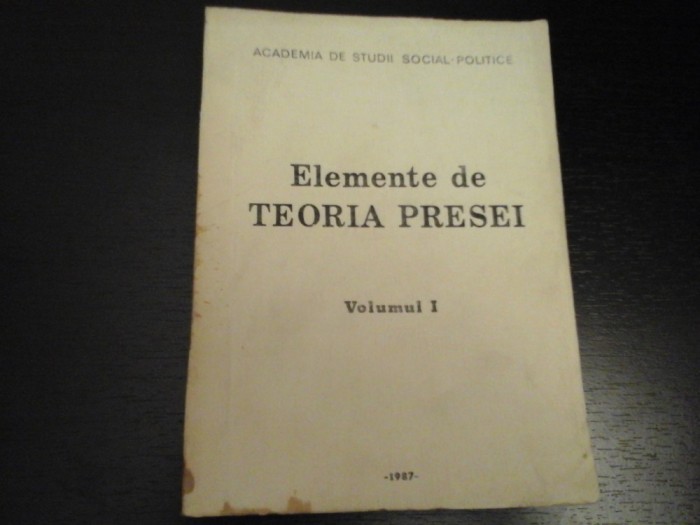 ACADEMIA DE STUDII SOCIAL-POLITICE
Elemente de
TEORIA PRESEI
Volumul I
-1987-